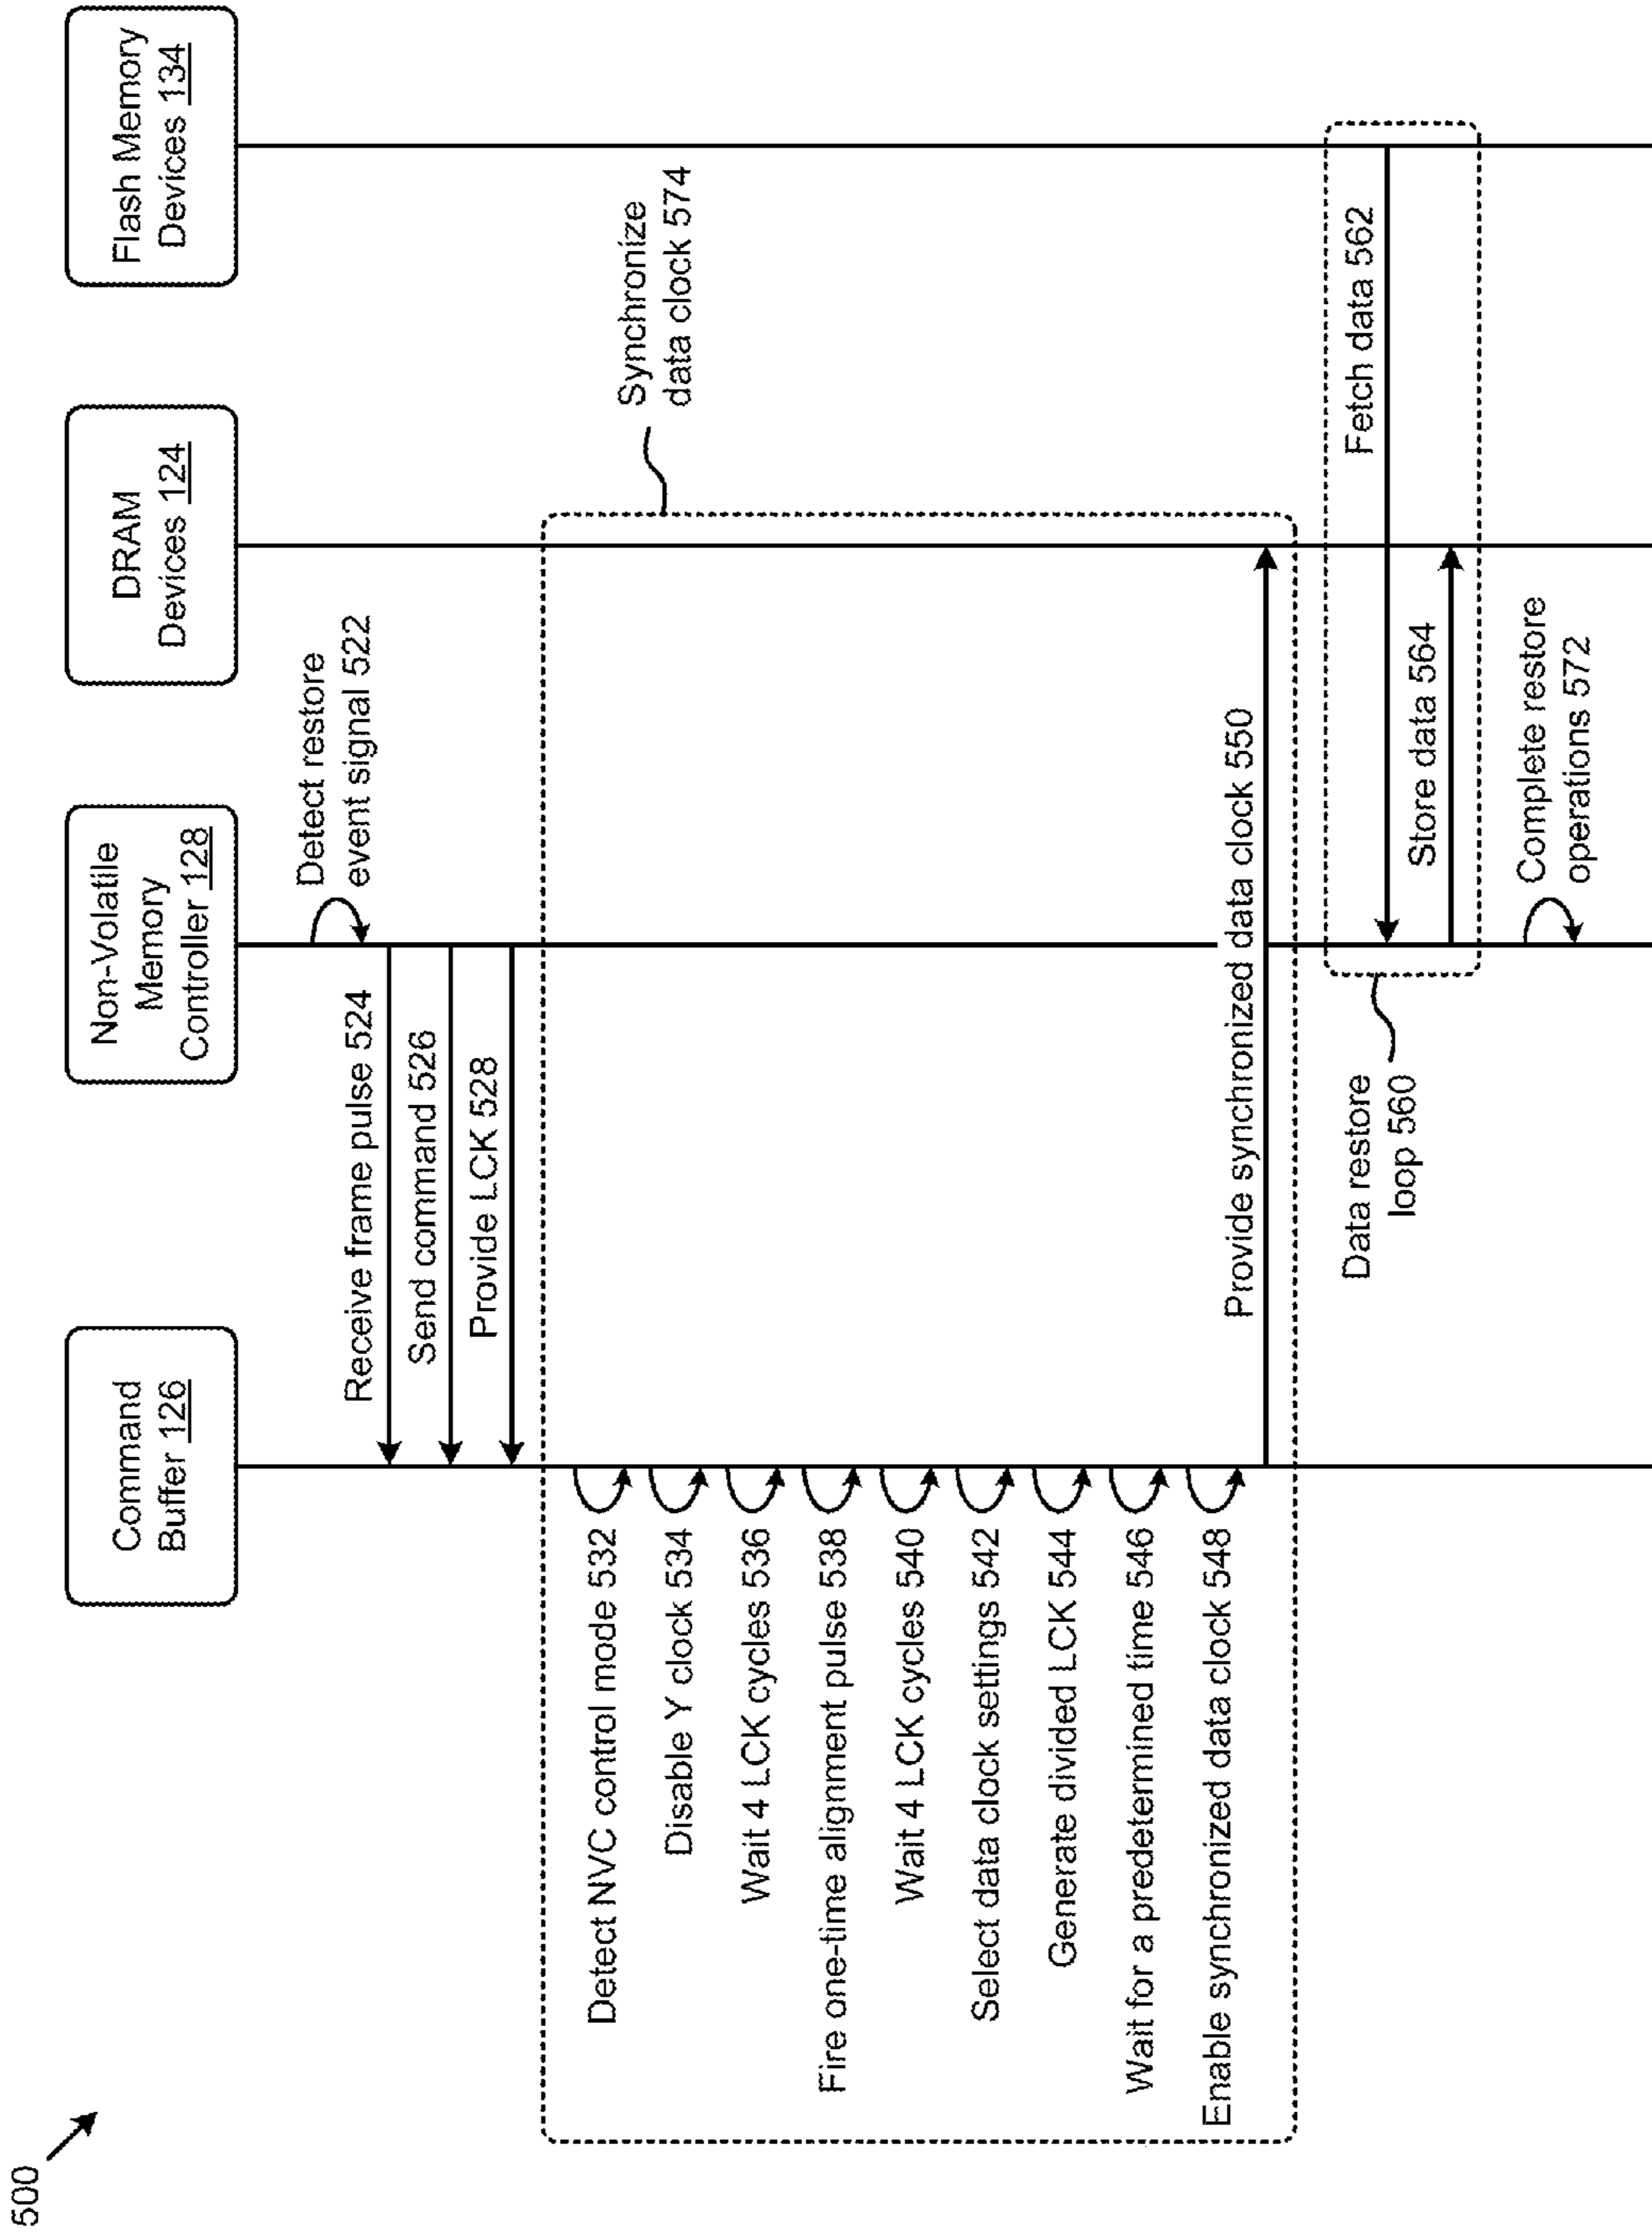 500
Command
Buffer 126
Non-Volatile
Memory
Controller 128
DRAM
Devices 124
Flash Memory
Devices 134
Detect restore
event signal 522
Receive frame pulse 524
Send command 526
Provide LCK 528
Synchronize
data clock 574
Detect NVC control mode 532
Disable Y clock 534
Wait 4 LCK cycles 536
Fire one-time alignment pulse 538
Wait 4 LCK cycles 540
Select data clock settings 542
Generate divided LCK 544
Wait for a predetermined time 546
Enable synchronized data clock 548
Provide synchronized data clock 550
Data restore
loop 560
Fetch data 562
Store data 564
Complete restore
operations 572